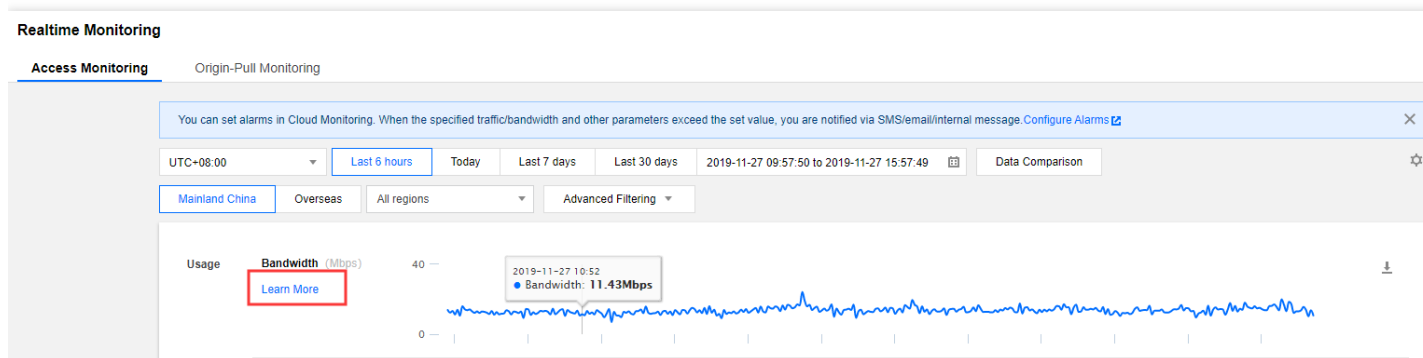 Realtime Monitoring
Access Monitoring Origin-Pull Monitoring
You can set alarms in Cloud Monitoring. When the specified traffic/bandwidth and other parameters exceed the set value, you are notified via SMS/email/internal message.Configure Alarms
UTC+08:00 Last 6 hours Today Last 7 days Last 30 days 2019-11-27 09:57:50 to 2019-11-27 15:57:49 Data Comparison
Mainland China Overseas All regions Advanced Filtering
Usage Bandwidth (Mbps) 40
2019-11-27 10:52
Learn More Bandwidth: 11.43Mbps
0